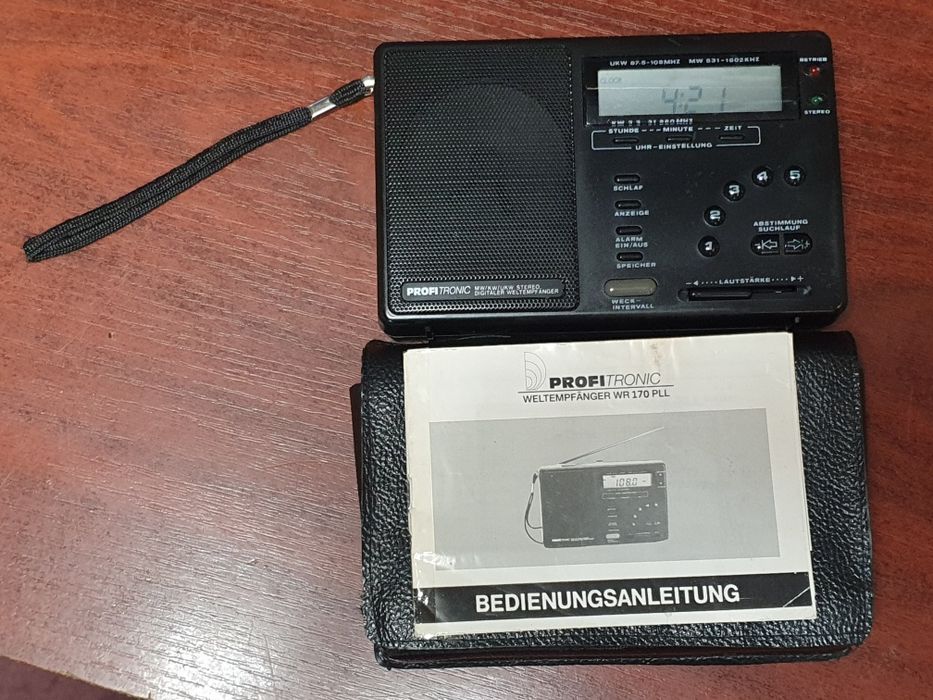 UKW 87.5-108MHZ MW 531-1602KHZ
BETRIEB
CLOCK
4:21
STEREO
STUNDE MINUTE ZEIT
UHR-EINSTELLUNG
SCHLAF
ANZEIGE
ALARM
EIN/AUS
SPEICHER
WECK-
INTERVALL
1
2
3
4
5
ABSTIMMUNG
SUCHLAUF
- LAUTSTÄRKE +
PROFITRONIC MW/KW/UKW STEREO
DIGITALER WELTEMPFÄNGER
PROFITRONIC
WELTEMPFÄNGER WR 170 PLL
108.0
BEDIENUNGSANLEITUNG